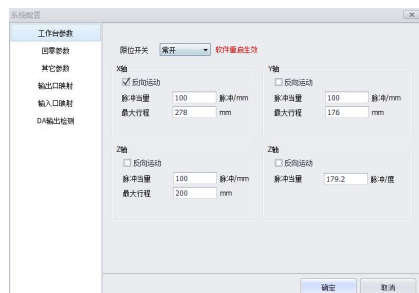 系统配置
工作台参数
回零参数
其它参数
输出口映射
输入口映射
DA输出检测
限位开关 常开 软件重启生效
X轴
反向运动
脉冲当量 100 脉冲/mm
最大行程 278 mm
Y轴
反向运动
脉冲当量 100 脉冲/mm
最大行程 176 mm
Z轴
反向运动
脉冲当量 100 脉冲/mm
最大行程 200 mm
Z轴
反向运动
脉冲当量 179.2 脉冲/度
确定 取消